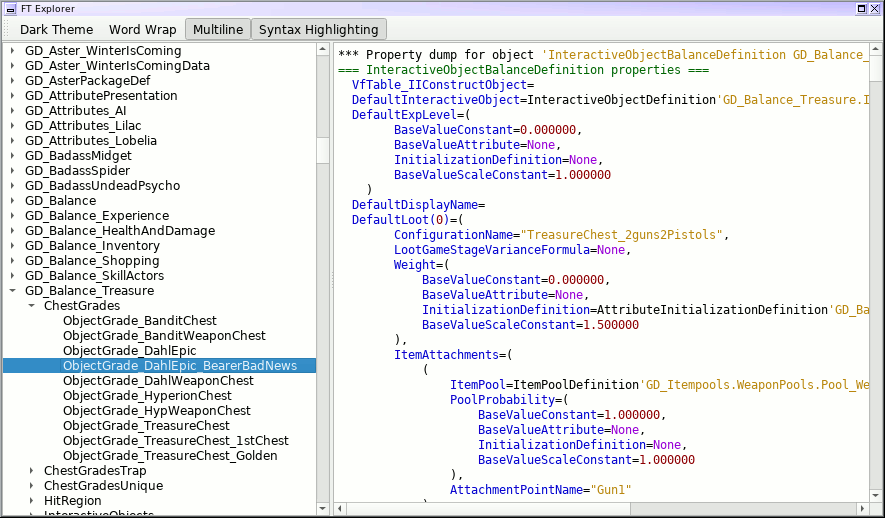 FT Explorer
Dark Theme Word Wrap Multiline Syntax Highlighting
GD_Aster_WinterIsComing
GD_Aster_WinterIsComingData
GD_AsterPackageDef
GD_AttributePresentation
GD_Attributes_AI
GD_Attributes_Lilac
GD_Attributes_Lobelia
GD_BadassMidget
GD_BadassSpider
GD_BadassUndeadPsycho
GD_Balance
GD_Balance_Experience
GD_Balance_HealthAndDamage
GD_Balance_Inventory
GD_Balance_Shopping
GD_Balance_SkillActors
GD_Balance_Treasure
ChestGrades
ObjectGrade_BanditChest
ObjectGrade_BanditWeaponChest
ObjectGrade_DahlEpic
ObjectGrade_DahlEpic_BearerBadNews
ObjectGrade_DahlWeaponChest
ObjectGrade_HyperionChest
ObjectGrade_HypWeaponChest
ObjectGrade_TreasureChest
ObjectGrade_TreasureChest_1stChest
ObjectGrade_TreasureChest_Golden
ChestGradesTrap
ChestGradesUnique
HitRegion
InteractiveObjects
*** Property dump for object 'InteractiveObjectBalanceDefinition GD_Balance_
=== InteractiveObjectBalanceDefinition properties ===
VfTable_IIConstructObject=
DefaultInteractiveObject=InteractiveObjectDefinition'GD_Balance_Treasure.I
DefaultExpLevel=(
BaseValueConstant=0.000000,
BaseValueAttribute=None,
InitializationDefinition=None,
BaseValueScaleConstant=1.000000
)
DefaultDisplayName=
DefaultLoot(0)=(
ConfigurationName="TreasureChest_2guns2Pistols",
LootGameStageVarianceFormula=None,
Weight=(
BaseValueConstant=0.000000,
BaseValueAttribute=None,
InitializationDefinition=AttributeInitializationDefinition'GD_Ba
BaseValueScaleConstant=1.500000
),
ItemAttachments=(
(
ItemPool=ItemPoolDefinition'GD_Itempools.WeaponPools.Pool_We
PoolProbability=(
BaseValueConstant=1.000000,
BaseValueAttribute=None,
InitializationDefinition=None,
BaseValueScaleConstant=1.000000
),
AttachmentPointName="Gun1"